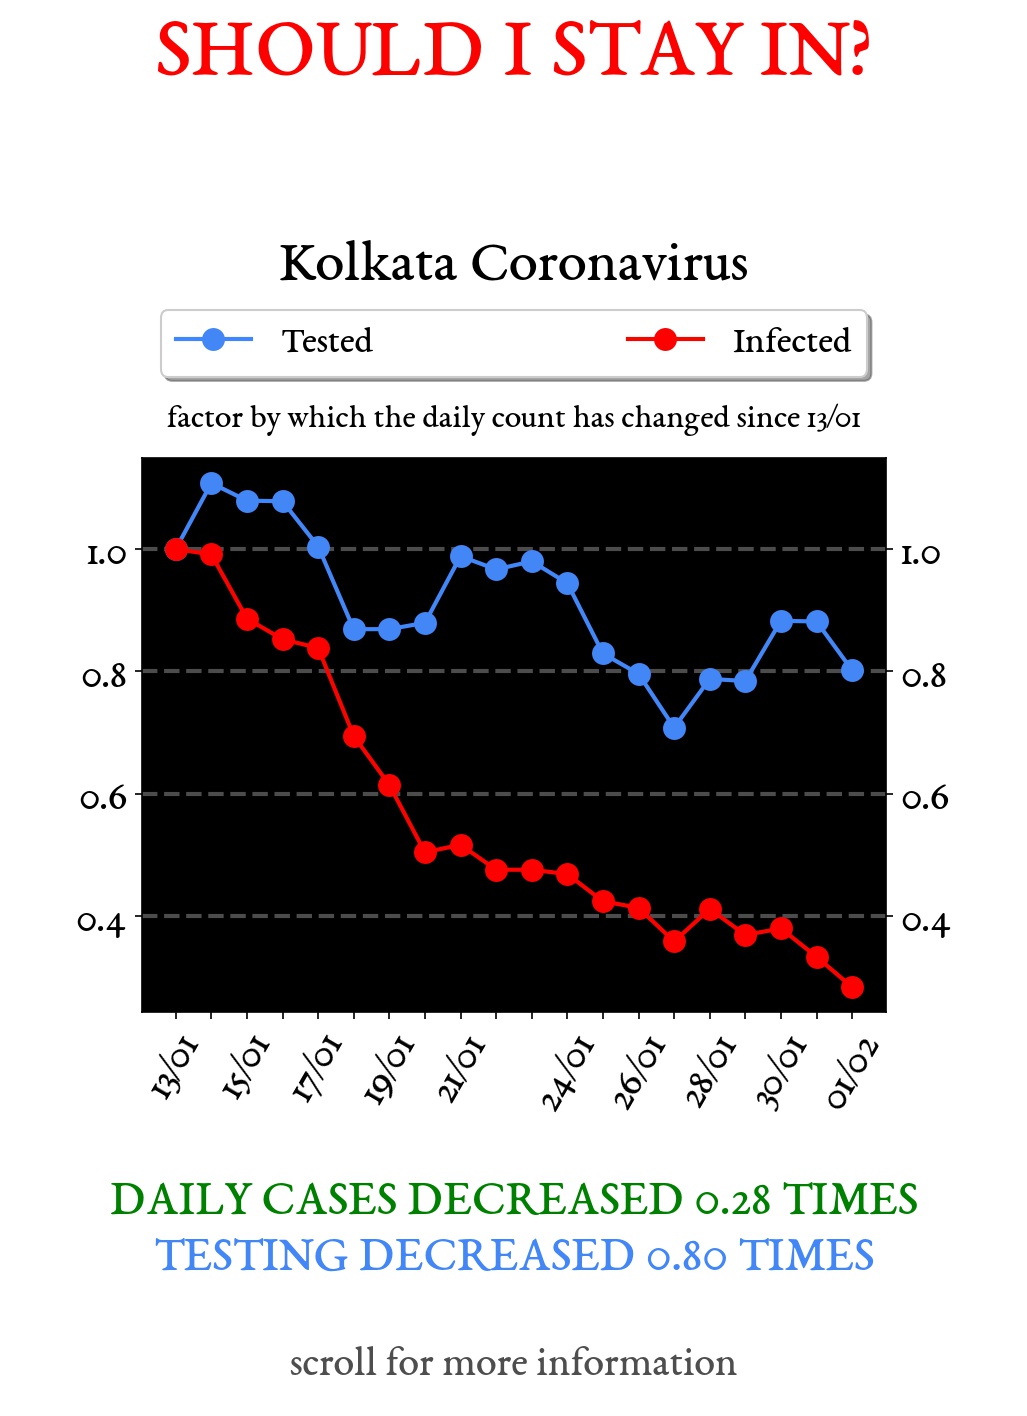 SHOULD I STAY IN?
Kolkata Coronavirus
Tested Infected
factor by which the daily count has changed since 13/01
1.0 1.0
0.8 0.8
0.6 0.6
0.4 0.4
13/01 15/01 17/01 19/01 21/01 24/01 26/01 28/01 30/01 01/02
DAILY CASES DECREASED 0.28 TIMES
TESTING DECREASED 0.80 TIMES
scroll for more information